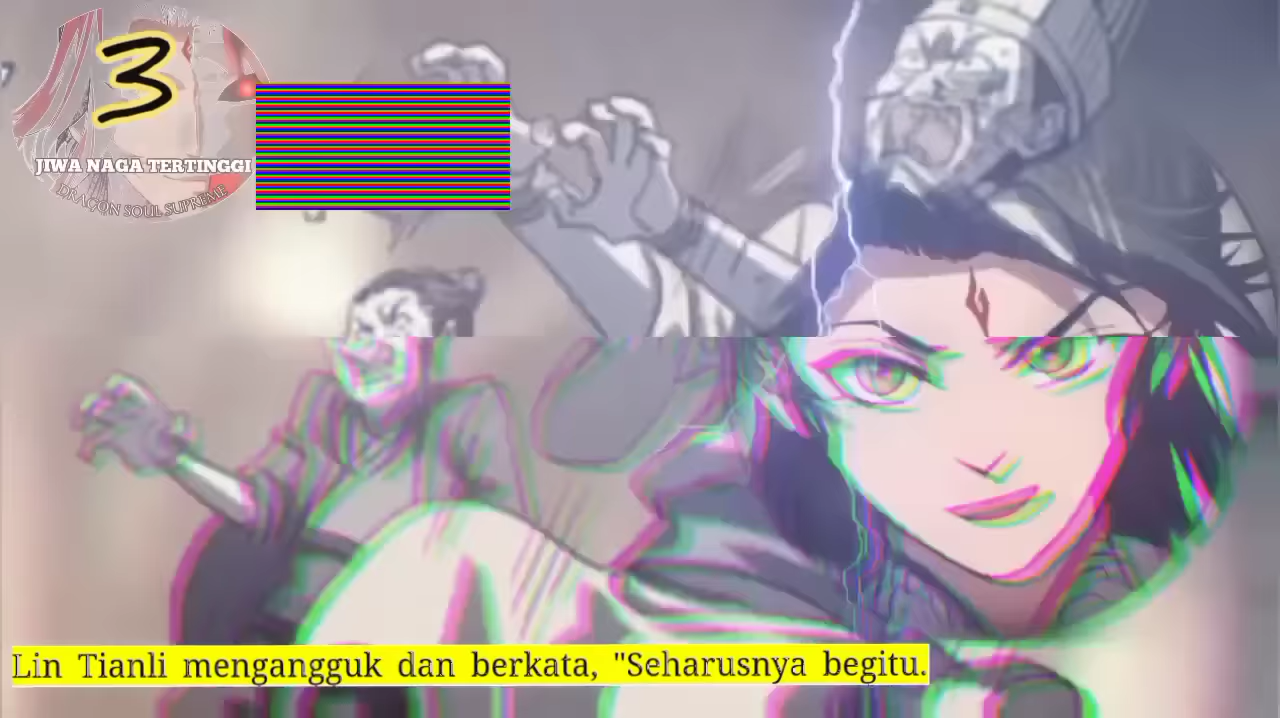 3
JIWA NAGA TERTINGGI
DRAGON SOUL SUPREME
Lin Tianli mengangguk dan berkata, "Seharusnya begitu.